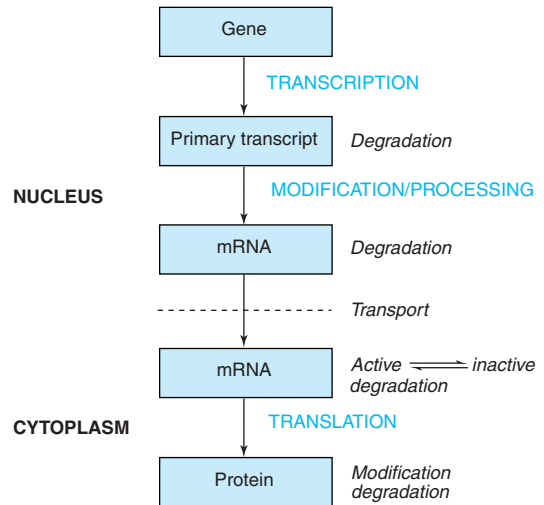 Gene
TRANSCRIPTION
Primary transcript Degradation
MODIFICATION/PROCESSING
NUCLEUS
mRNA Degradation
Transport
mRNA Active inactive
degradation
TRANSLATION
CYTOPLASM
Protein Modification
degradation